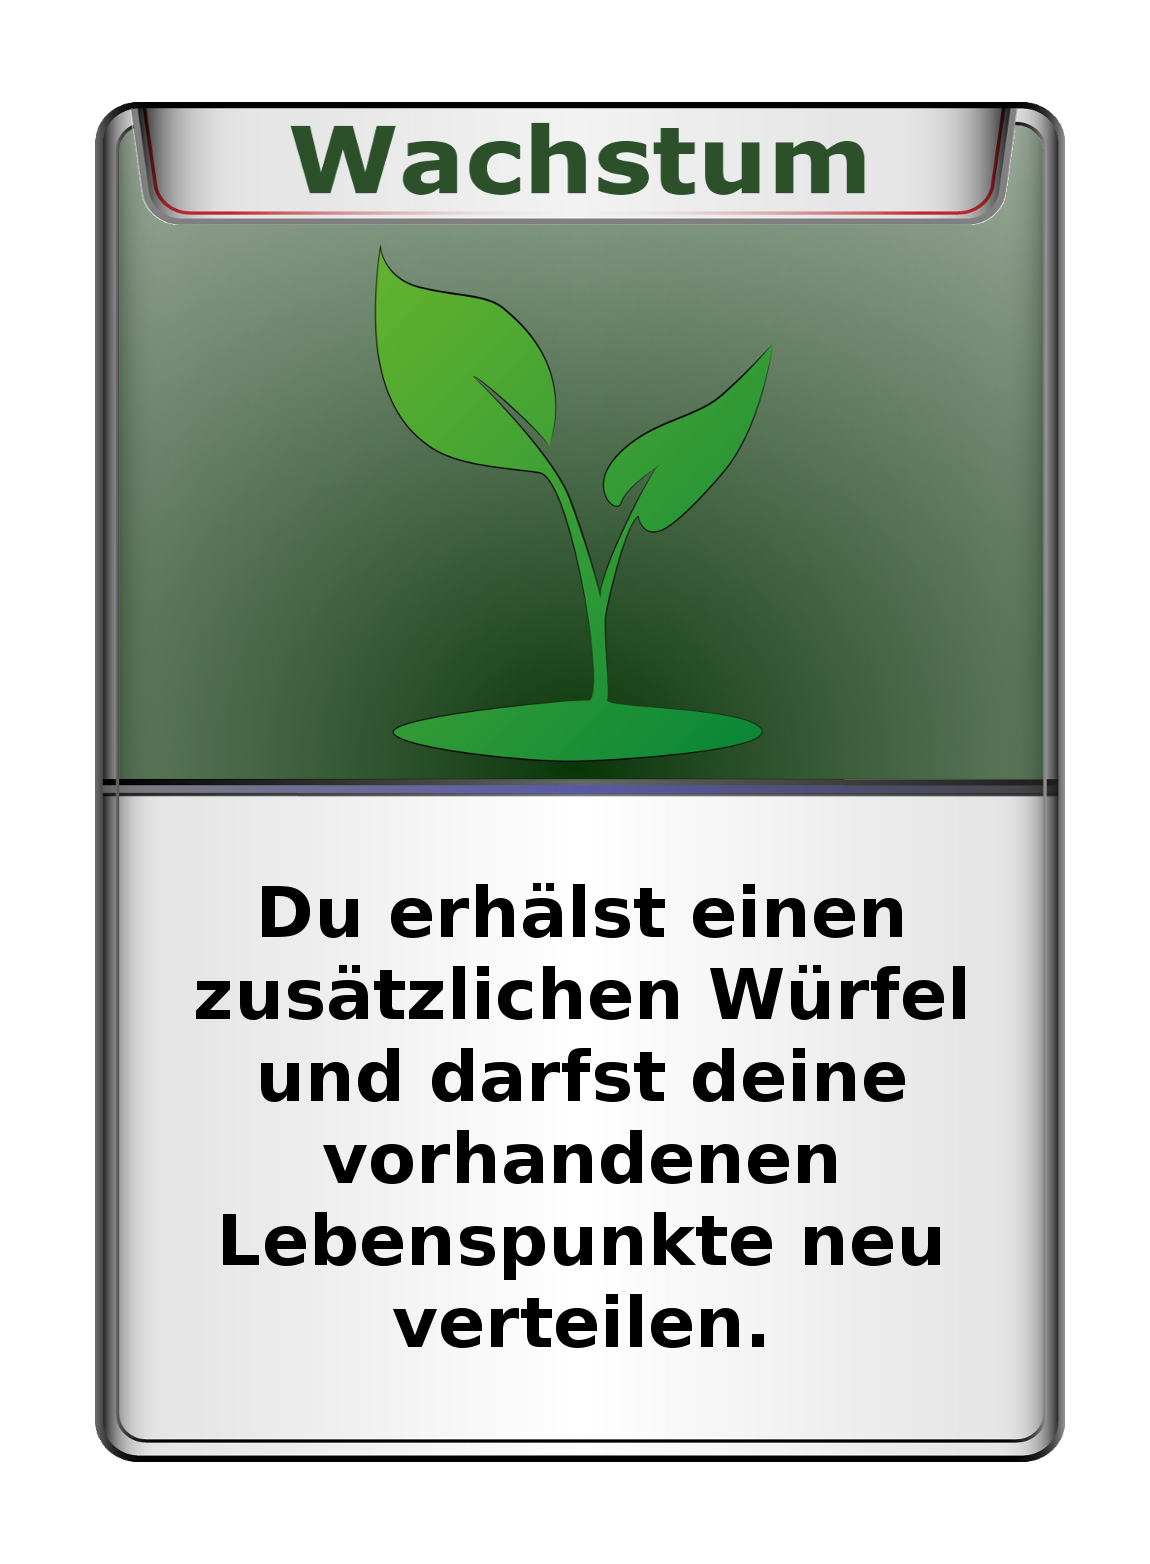 Wachstum
Du erhälst einen
zusätzlichen Würfel
und darfst deine
vorhandenen
Lebenspunkte neu
verteilen.